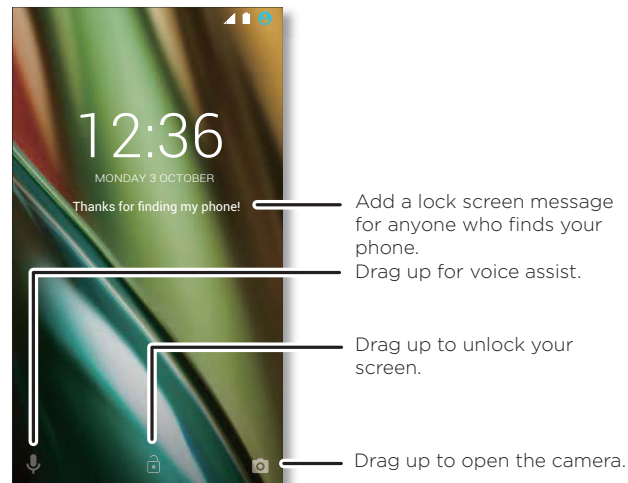 12:36
MONDAY 3 OCTOBER
Thanks for finding my phone!
Add a lock screen message
for anyone who finds your
phone.
Drag up for voice assist.
Drag up to unlock your
screen.
Drag up to open the camera.